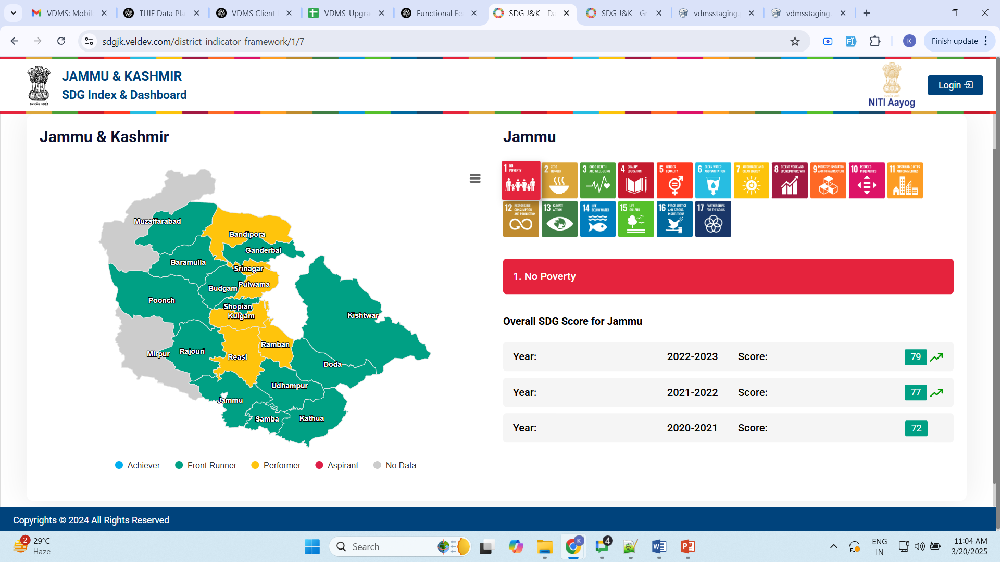 VDMS: Mobil
TUIF Data Pla
VDMS Client
VDMS_Upgra
Functional Fe
SDG J&K - Da
SDG J&K - Gr
vdmsstaging.
vdmsstaging.
sdgjk.veldev.com/district_indicator_framework/1/7
K
Finish update
सत्यमेव जयते
JAMMU & KASHMIR
SDG Index & Dashboard
NITI Aayog
Login
Jammu & Kashmir
Muzaffarabad
Bandipora
Ganderbal
Baramulla
Srinagar
Pulwama
Budgam
Poonch
Shopian
Kulgam
Kishtwar
Ramban
Rajouri
Mirpur
Reasi
Doda
Udhampur
Jammu
Samba
Kathua
Achiever
Front Runner
Performer
Aspirant
No Data
Jammu
1 NO POVERTY
2 ZERO HUNGER
3 GOOD HEALTH AND WELL-BEING
4 QUALITY EDUCATION
5 GENDER EQUALITY
6 CLEAN WATER AND SANITATION
7 AFFORDABLE AND CLEAN ENERGY
8 DECENT WORK AND ECONOMIC GROWTH
9 INDUSTRY, INNOVATION AND INFRASTRUCTURE
10 REDUCED INEQUALITIES
11 SUSTAINABLE CITIES AND COMMUNITIES
12 RESPONSIBLE CONSUMPTION AND PRODUCTION
13 CLIMATE ACTION
14 LIFE BELOW WATER
15 LIFE ON LAND
16 PEACE, JUSTICE AND STRONG INSTITUTIONS
17 PARTNERSHIPS FOR THE GOALS
1. No Poverty
Overall SDG Score for Jammu
Year: 2022-2023 Score: 79
Year: 2021-2022 Score: 77
Year: 2020-2021 Score: 72
Copyrights © 2024 All Rights Reserved
2
29°C
Haze
Search
K
4
ENG
IN
11:04 AM
3/20/2025